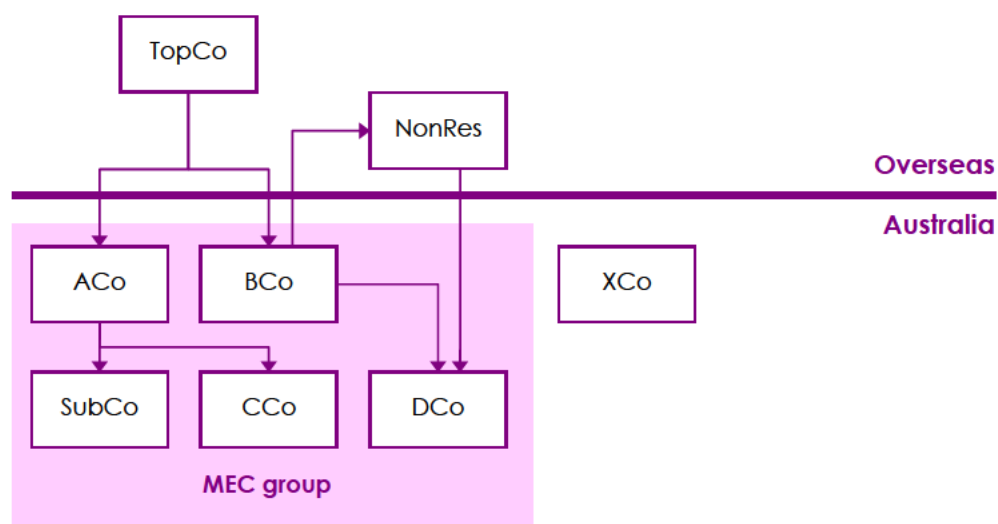 TopCo
NonRes
Overseas
Australia
ACo
BCo
XCo
SubCo
CCo
DCo
MEC group